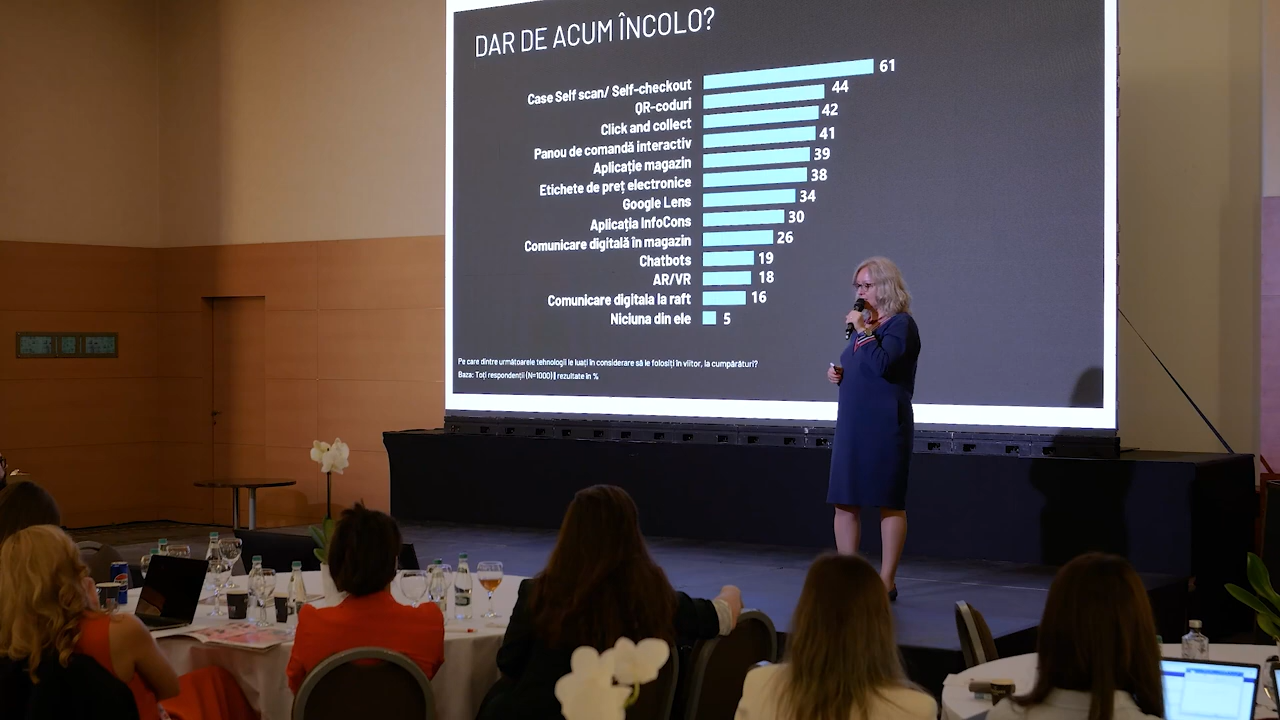 DAR DE ACUM ÎNCOLO?
Case Self scan/ Self-checkout 61
QR-coduri 44
Click and collect 42
Panou de comandă interactiv 41
Aplicație magazin 39
Etichete de preț electronice 38
Google Lens 34
Aplicația InfoCons 30
Comunicare digitală în magazin 26
Chatbots 19
AR/VR 18
Comunicare digitala la raft 16
Niciuna din ele 5
Pe care dintre următoarele tehnologii le luați în considerare să le folosiți în viitor, la cumpărături?
Baza: Toți respondenții (N=1000) || rezultate în %